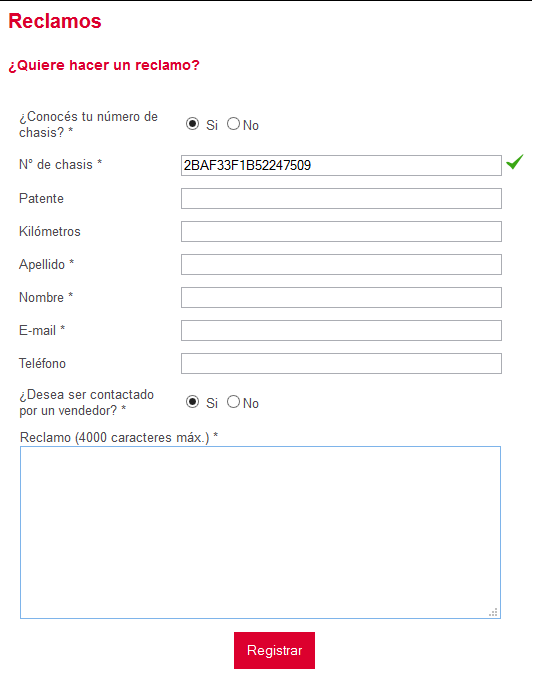 Reclamos
¿Quiere hacer un reclamo?
¿Conocés tu número de
chasis? *
Si No
N° de chasis *
2BAF33F1B52247509
Patente
Kilómetros
Apellido *
Nombre *
E-mail *
Teléfono
¿Desea ser contactado
por un vendedor? *
Si No
Reclamo (4000 caracteres máx.) *
Registrar